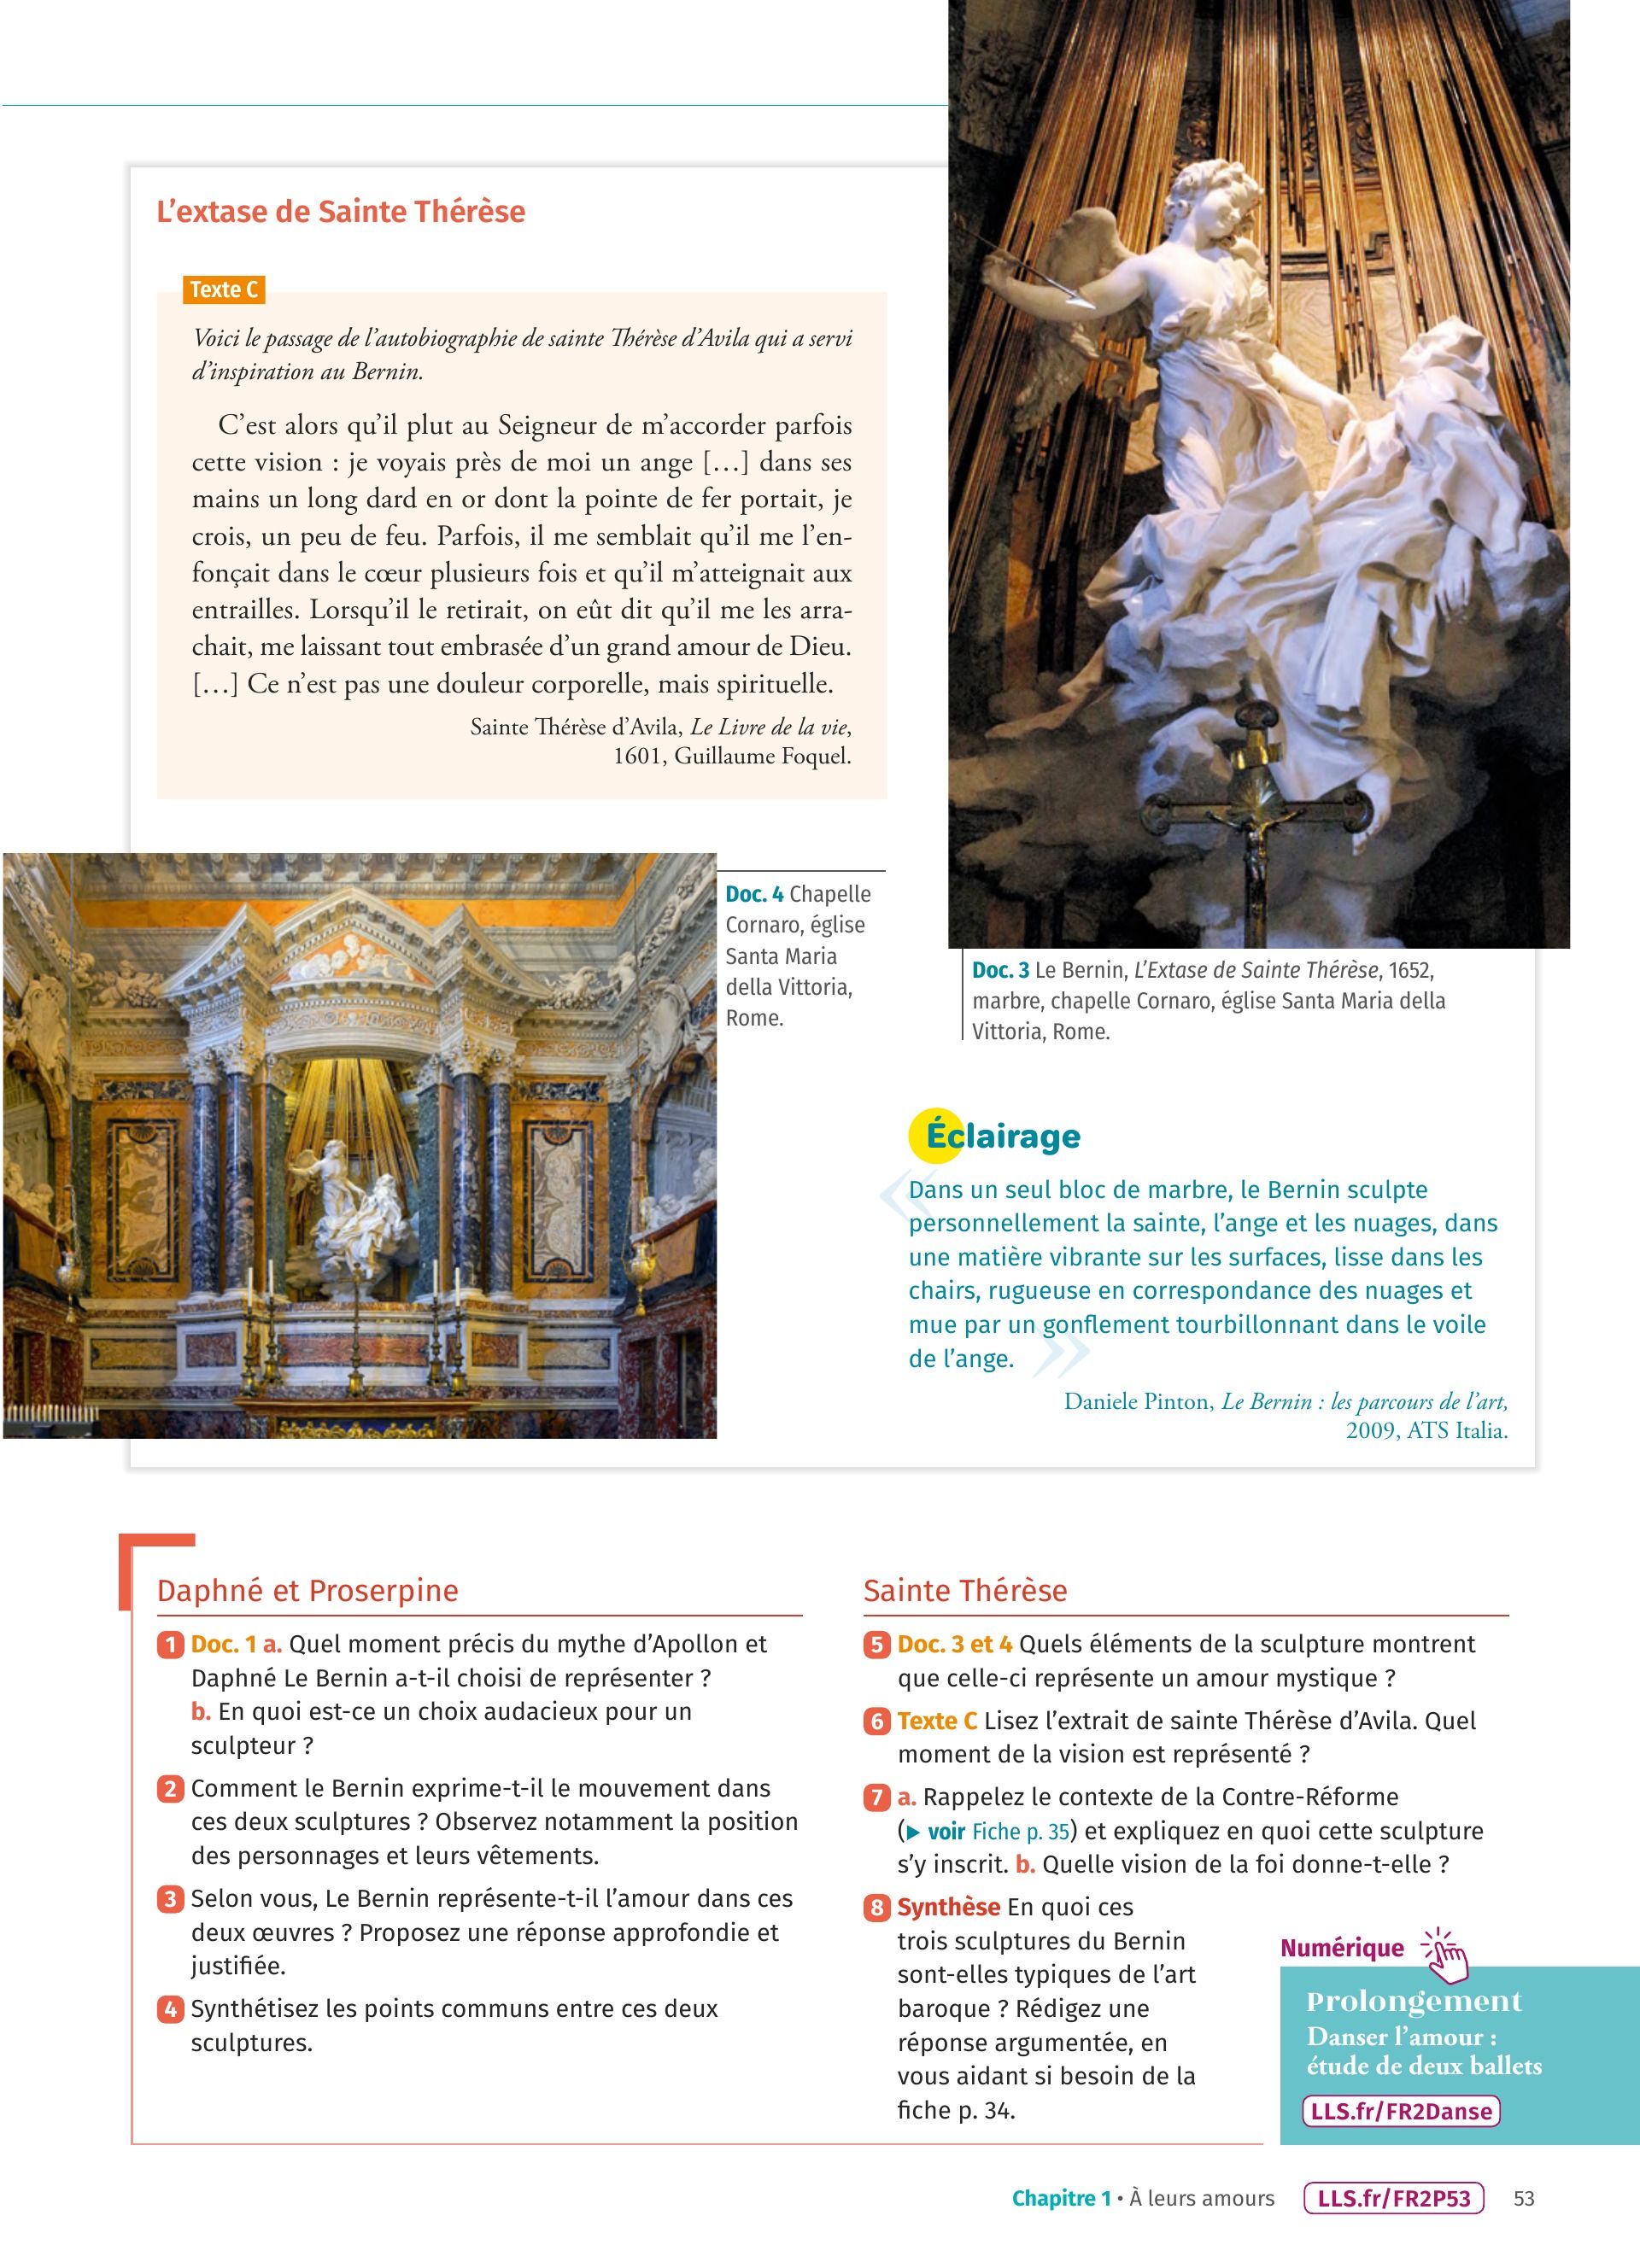 L’extase de Sainte Thérèse
Texte C
Voici le passage de l’autobiographie de sainte Thérèse d’Avila qui a servi
d’inspiration au Bernin.
C’est alors qu’il plut au Seigneur de m’accorder parfois
cette vision : je voyais près de moi un ange […] dans ses
mains un long dard en or dont la pointe de fer portait, je
crois, un peu de feu. Parfois, il me semblait qu’il me l’en-
fonçait dans le cœur plusieurs fois et qu’il m’atteignait aux
entrailles. Lorsqu’il le retirait, on eût dit qu’il me les arra-
chait, me laissant tout embrasée d’un grand amour de Dieu.
[…] Ce n’est pas une douleur corporelle, mais spirituelle.
Sainte Thérèse d’Avila, Le Livre de la vie,
1601, Guillaume Foquel.
Doc. 4 Chapelle
Cornaro, église
Santa Maria
della Vittoria,
Rome.
Doc. 3 Le Bernin, L’Extase de Sainte Thérèse, 1652,
marbre, chapelle Cornaro, église Santa Maria della
Vittoria, Rome.
Éclairage
« Dans un seul bloc de marbre, le Bernin sculpte
personnellement la sainte, l’ange et les nuages, dans
une matière vibrante sur les surfaces, lisse dans les
chairs, rugueuse en correspondance des nuages et
mue par un gonflement tourbillonnant dans le voile
de l’ange. »
Daniele Pinton, Le Bernin : les parcours de l’art,
2009, ATS Italia.
Daphné et Proserpine
1 Doc. 1 a. Quel moment précis du mythe d’Apollon et
Daphné Le Bernin a-t-il choisi de représenter ?
b. En quoi est-ce un choix audacieux pour un
sculpteur ?
2 Comment le Bernin exprime-t-il le mouvement dans
ces deux sculptures ? Observez notamment la position
des personnages et leurs vêtements.
3 Selon vous, Le Bernin représente-t-il l’amour dans ces
deux œuvres ? Proposez une réponse approfondie et
justifiée.
4 Synthétisez les points communs entre ces deux
sculptures.
Sainte Thérèse
5 Doc. 3 et 4 Quels éléments de la sculpture montrent
que celle-ci représente un amour mystique ?
6 Texte C Lisez l’extrait de sainte Thérèse d’Avila. Quel
moment de la vision est représenté ?
7 a. Rappelez le contexte de la Contre-Réforme
(▶ voir Fiche p. 35) et expliquez en quoi cette sculpture
s’y inscrit. b. Quelle vision de la foi donne-t-elle ?
8 Synthèse En quoi ces
trois sculptures du Bernin
sont-elles typiques de l’art
baroque ? Rédigez une
réponse argumentée, en
vous aidant si besoin de la
fiche p. 34.
Numérique
Prolongement
Danser l’amour :
étude de deux ballets
LLS.fr/FR2Danse
Chapitre 1 • À leurs amours LLS.fr/FR2P53 53